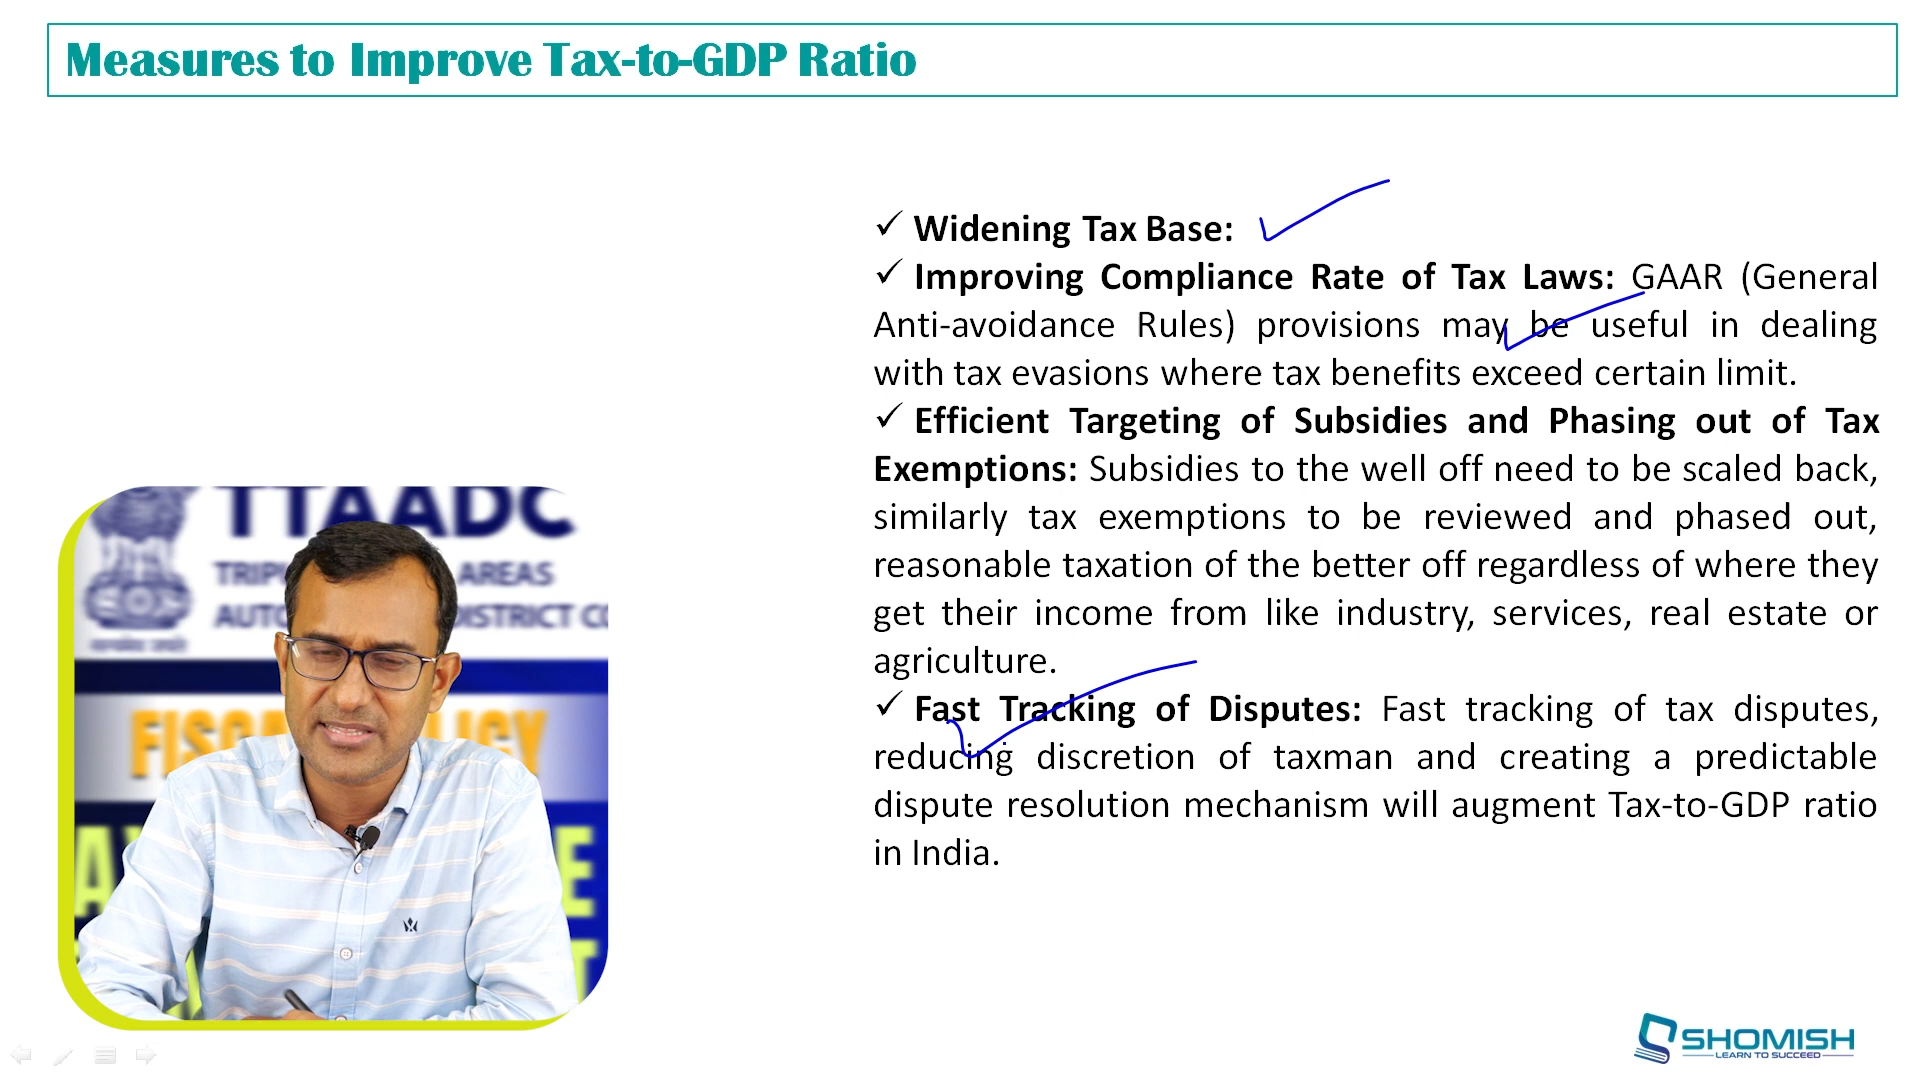 Measures to Improve Tax-to-GDP Ratio
✓ Widening Tax Base:
✓ Improving Compliance Rate of Tax Laws: GAAR (General
Anti-avoidance Rules) provisions may be useful in dealing
with tax evasions where tax benefits exceed certain limit.
✓ Efficient Targeting of Subsidies and Phasing out of Tax
Exemptions: Subsidies to the well off need to be scaled back,
similarly tax exemptions to be reviewed and phased out,
reasonable taxation of the better off regardless of where they
get their income from like industry, services, real estate or
agriculture.
✓ Fast Tracking of Disputes: Fast tracking of tax disputes,
reducing discretion of taxman and creating a predictable
dispute resolution mechanism will augment Tax-to-GDP ratio
in India.
TTAADC
AREAS
DISTRICT
SHOMISH
LEARN TO SUCCEED